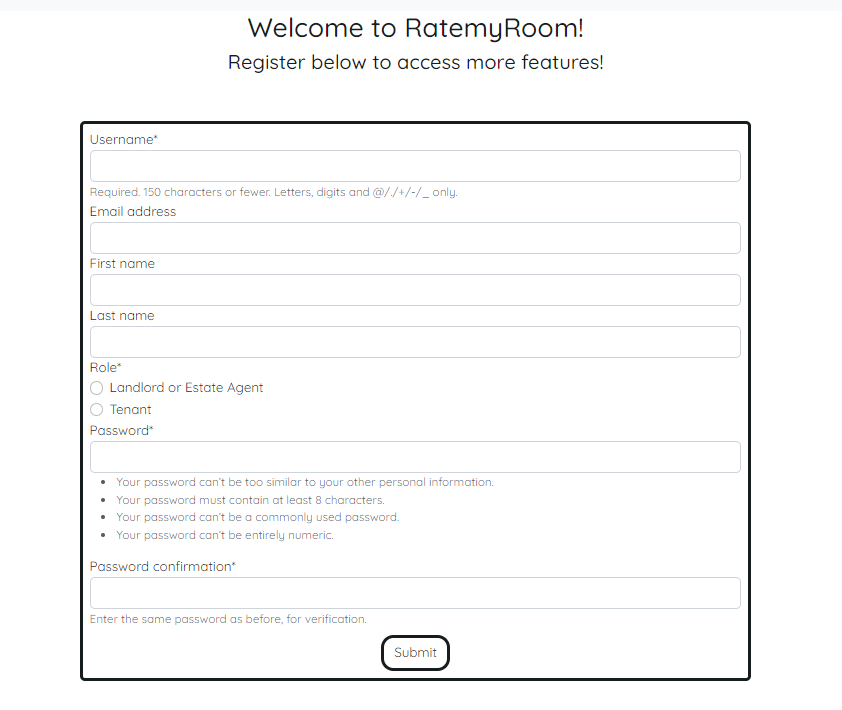 Welcome to RatemyRoom!
Register below to access more features!
Username*
Required. 150 characters or fewer. Letters, digits and @/./+/-/_ only.
Email address
First name
Last name
Role*
Landlord or Estate Agent
Tenant
Password*
Your password can't be too similar to your other personal information.
Your password must contain at least 8 characters.
Your password can't be a commonly used password.
Your password can't be entirely numeric.
Password confirmation*
Enter the same password as before, for verification.
Submit